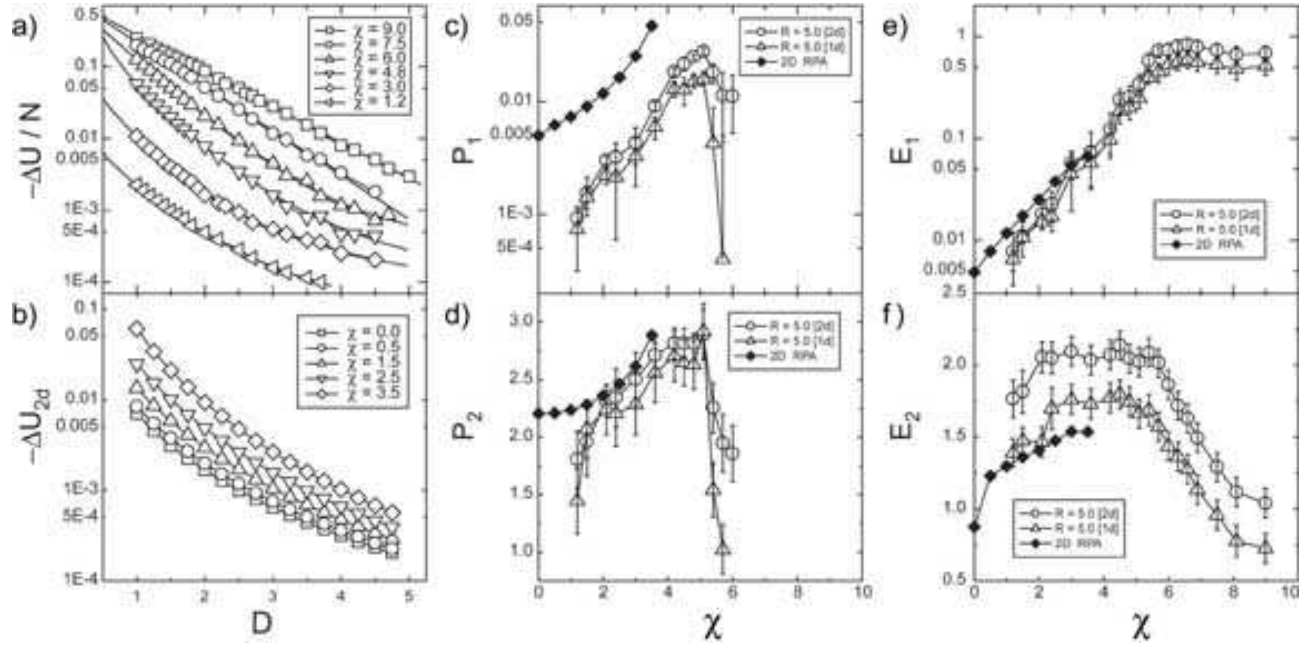 a)
−ΔU / N
0.5
0.1
0.05
0.01
0.005
1E-3
5E-4
1E-4
χ = 9.0
χ = 7.5
χ = 6.0
χ = 4.8
χ = 3.0
χ = 1.2
b)
−ΔU2d
0.1
0.05
0.01
0.005
1E-3
5E-4
1E-4
χ = 0.0
χ = 0.5
χ = 1.5
χ = 2.5
χ = 3.5
1 2 3 4 5
D
c)
P1
0.05
0.01
0.005
1E-3
5E-4
R = 5.0 [2d]
R = 5.0 [1d]
2D RPA
d)
P2
3.0
2.5
2.0
1.5
1.0
R = 5.0 [2d]
R = 5.0 [1d]
2D RPA
0 2 4 6 8
χ
e)
E1
1
0.5
0.1
0.05
0.01
0.005
R = 5.0 [2d]
R = 5.0 [1d]
2D RPA
f)
E2
2.5
2.0
1.5
1.0
0.5
R = 5.0 [2d]
R = 5.0 [1d]
2D RPA
0 2 4 6 8 10
χ